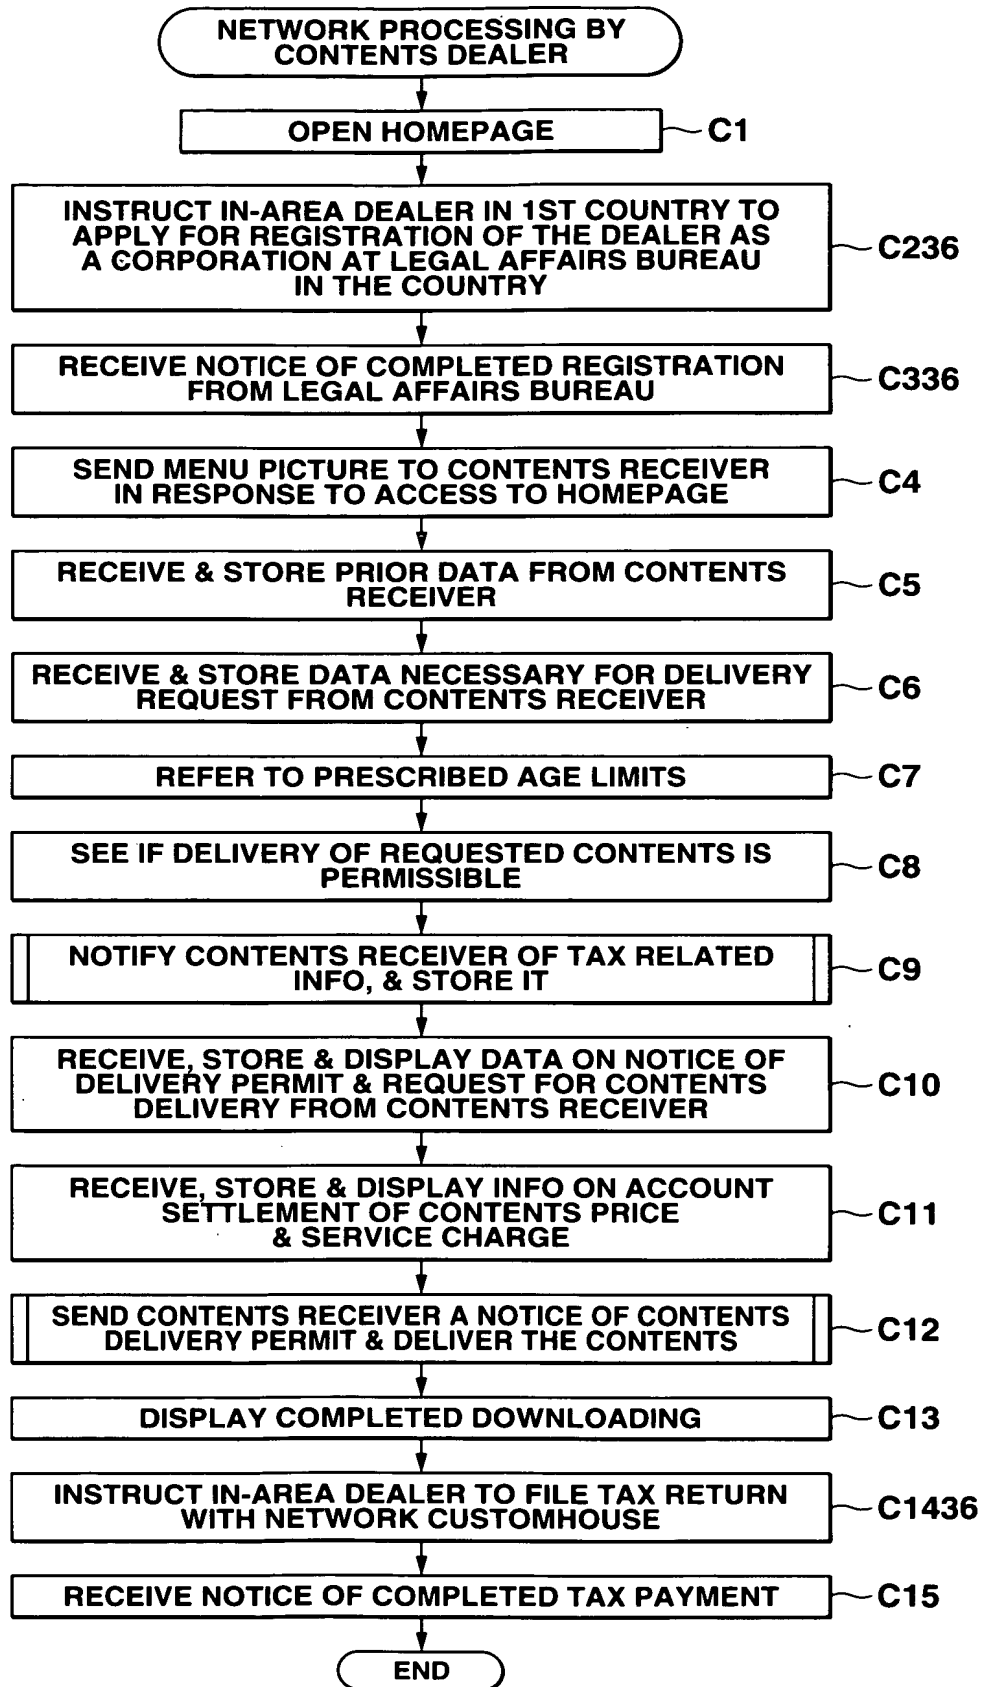 NETWORK PROCESSING BY
CONTENTS DEALER
OPEN HOMEPAGE
C1
INSTRUCT IN-AREA DEALER IN 1ST COUNTRY TO
APPLY FOR REGISTRATION OF THE DEALER AS
A CORPORATION AT LEGAL AFFAIRS BUREAU
IN THE COUNTRY
C236
RECEIVE NOTICE OF COMPLETED REGISTRATION
FROM LEGAL AFFAIRS BUREAU
C336
SEND MENU PICTURE TO CONTENTS RECEIVER
IN RESPONSE TO ACCESS TO HOMEPAGE
C4
RECEIVE & STORE PRIOR DATA FROM CONTENTS
RECEIVER
C5
RECEIVE & STORE DATA NECESSARY FOR DELIVERY
REQUEST FROM CONTENTS RECEIVER
C6
REFER TO PRESCRIBED AGE LIMITS
C7
SEE IF DELIVERY OF REQUESTED CONTENTS IS
PERMISSIBLE
C8
NOTIFY CONTENTS RECEIVER OF TAX RELATED
INFO, & STORE IT
C9
RECEIVE, STORE & DISPLAY DATA ON NOTICE OF
DELIVERY PERMIT & REQUEST FOR CONTENTS
DELIVERY FROM CONTENTS RECEIVER
C10
RECEIVE, STORE & DISPLAY INFO ON ACCOUNT
SETTLEMENT OF CONTENTS PRICE
& SERVICE CHARGE
C11
SEND CONTENTS RECEIVER A NOTICE OF CONTENTS
DELIVERY PERMIT & DELIVER THE CONTENTS
C12
DISPLAY COMPLETED DOWNLOADING
C13
INSTRUCT IN-AREA DEALER TO FILE TAX RETURN
WITH NETWORK CUSTOMHOUSE
C1436
RECEIVE NOTICE OF COMPLETED TAX PAYMENT
C15
END